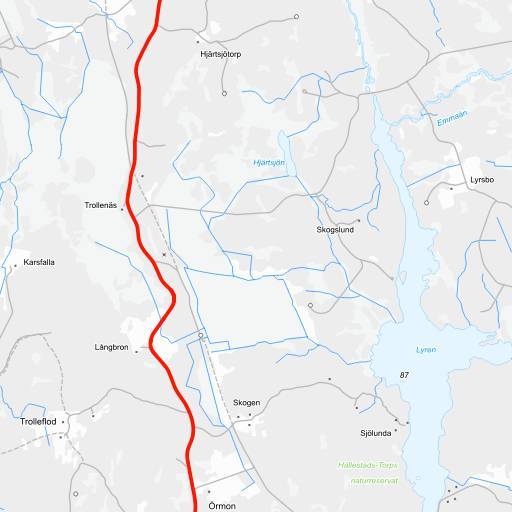 Hjärtsjötorp
Emmaån
Hjärtsjön
Lyrsbo
Trollenäs
Skogslund
Karsfalla
Långbron
Lyren
87
Skogen
Trolleflod
Sjölunda
Hällestads-Torps
naturreservat
Örmon